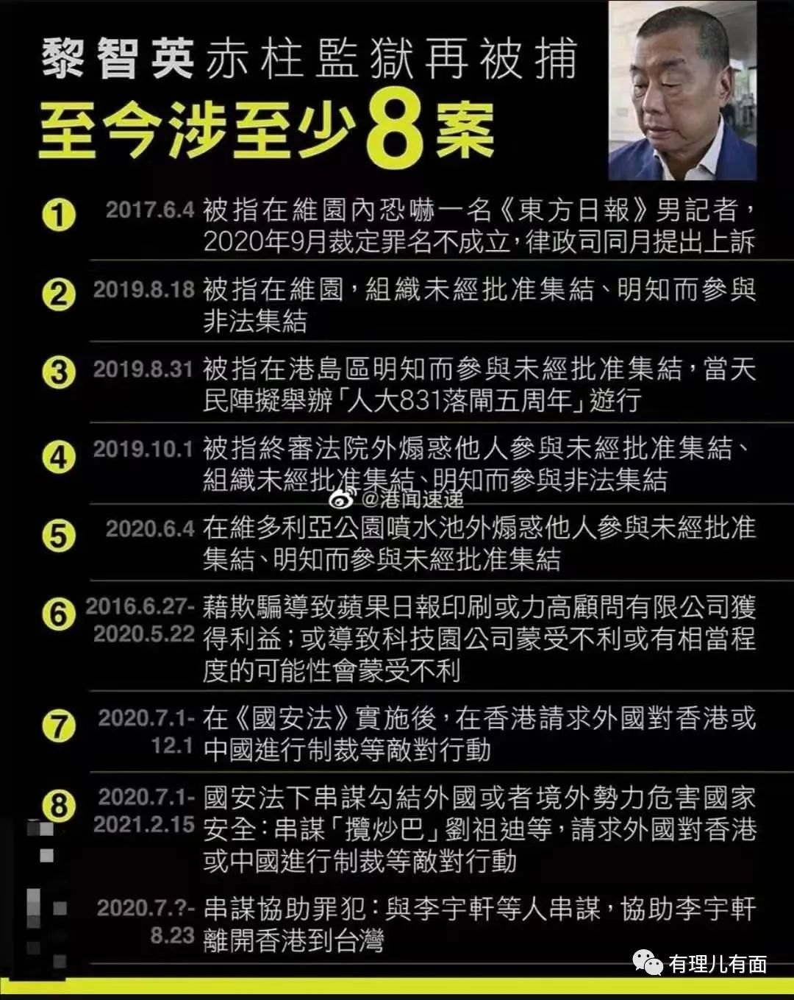 黎智英赤柱監獄再被捕
至今涉至少8案
1 2017.6.4 被指在維園內恐嚇一名《東方日報》男記者，
2020年9月裁定罪名不成立，律政司同月提出上訴
2 2019.8.18 被指在維園，組織未經批准集結、明知而參與
非法集結
3 2019.8.31 被指在港島區明知而參與未經批准集結，當天
民陣擬舉辦「人大831落閘五周年」遊行
4 2019.10.1 被指終審法院外煽惑他人參與未經批准集結、
組織未經批准集結、明知而參與非法集結
@港闻速递
5 2020.6.4 在維多利亞公園噴水池外煽惑他人參與未經批准
集結、明知而參與未經批准集結
6 2016.6.27- 藉欺騙導致蘋果日報印刷或力高顧問有限公司獲
2020.5.22 得利益；或導致科技園公司蒙受不利或有相當程
度的可能性會蒙受不利
7 2020.7.1- 在《國安法》實施後，在香港請求外國對香港或
12.1 中國進行制裁等敵對行動
8 2020.7.1- 國安法下串謀勾結外國或者境外勢力危害國家
2021.2.15 安全：串謀「攬炒巴」劉祖迪等，請求外國對香港
或中國進行制裁等敵對行動
2020.7.?- 串謀協助罪犯：與李宇軒等人串謀，協助李宇軒
8.23 離開香港到台灣
有理儿有面